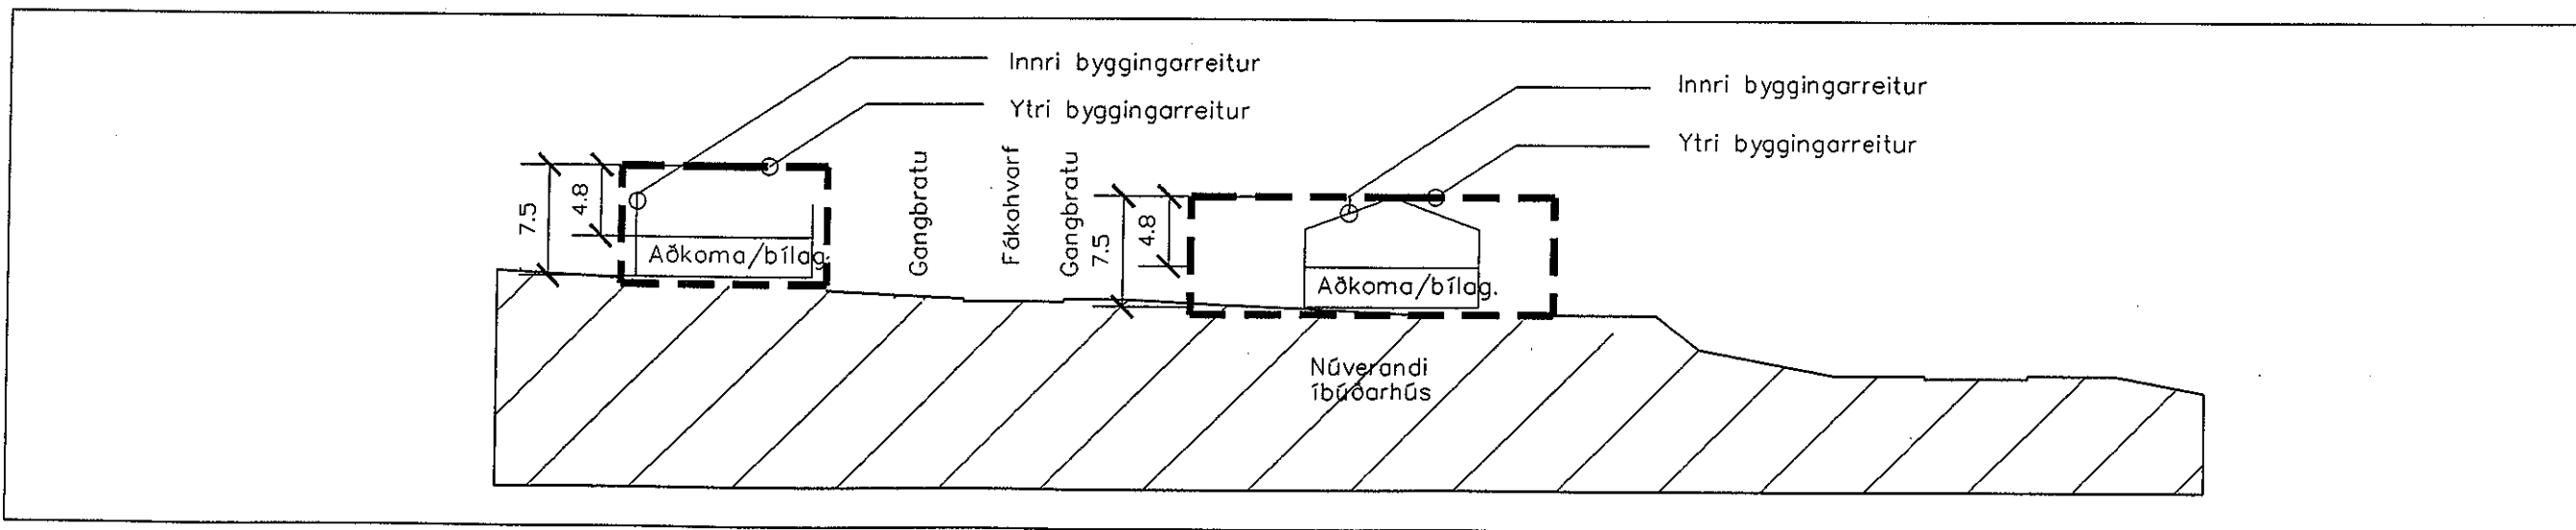 Innri byggingarreitur
Ytri byggingarreitur
Innri byggingarreitur
Ytri byggingarreitur
7.5
4.8
Aðkoma/bílag.
Gangbratu
Fákahvarf
Gangbratu
7.5
4.8
Aðkoma/bílag.
Núverandi
íbúðarhús